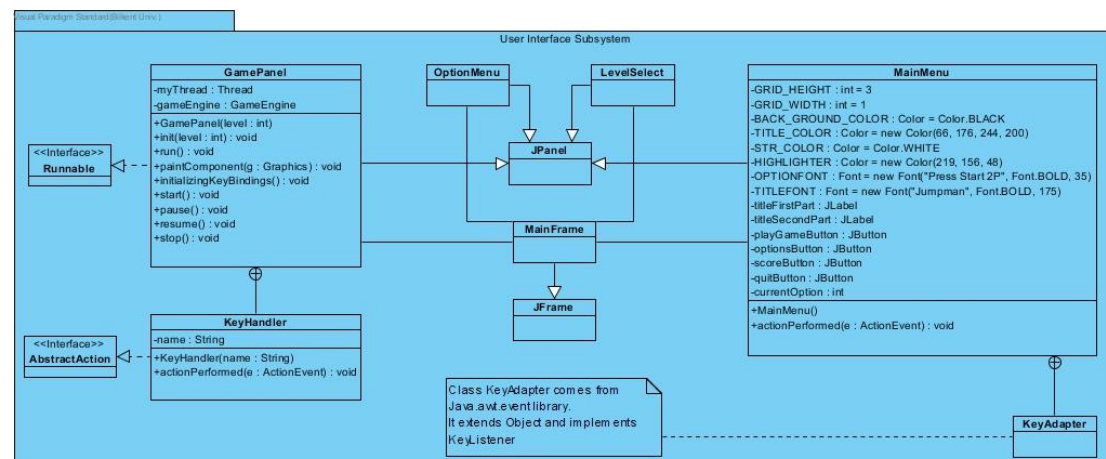 Visual Paradigm Standard(Bilkent Univ.)
User Interface Subsystem
GamePanel
-myThread : Thread
-gameEngine : GameEngine
+GamePanel(level : int)
+init(level : int) : void
+run() : void
+paintComponent(g : Graphics) : void
+initializingKeyBindings() : void
+start() : void
+pause() : void
+resume() : void
+stop() : void
<<Interface>>
Runnable
KeyHandler
-name : String
+KeyHandler(name : String)
+actionPerformed(e : ActionEvent) : void
<<Interface>>
AbstractAction
OptionMenu
LevelSelect
JPanel
MainFrame
JFrame
MainMenu
-GRID_HEIGHT : int = 3
-GRID_WIDTH : int = 1
-BACK_GROUND_COLOR : Color = Color.BLACK
-TITLE_COLOR : Color = new Color(66, 176, 244, 200)
-STR_COLOR : Color = Color.WHITE
-HIGHLIGHTER : Color = new Color(219, 156, 48)
-OPTIONFONT : Font = new Font("Press Start 2P", Font.BOLD, 35)
-TITLEFONT : Font = new Font("Jumpman", Font.BOLD, 175)
-titleFirstPart : JLabel
-titleSecondPart : JLabel
-playGameButton : JButton
-optionsButton : JButton
-scoreButton : JButton
-quitButton : JButton
-currentOption : int
+MainMenu()
+actionPerformed(e : ActionEvent) : void
Class KeyAdapter comes from
Java.awt.event library.
It extends Object and implements
KeyListener
KeyAdapter